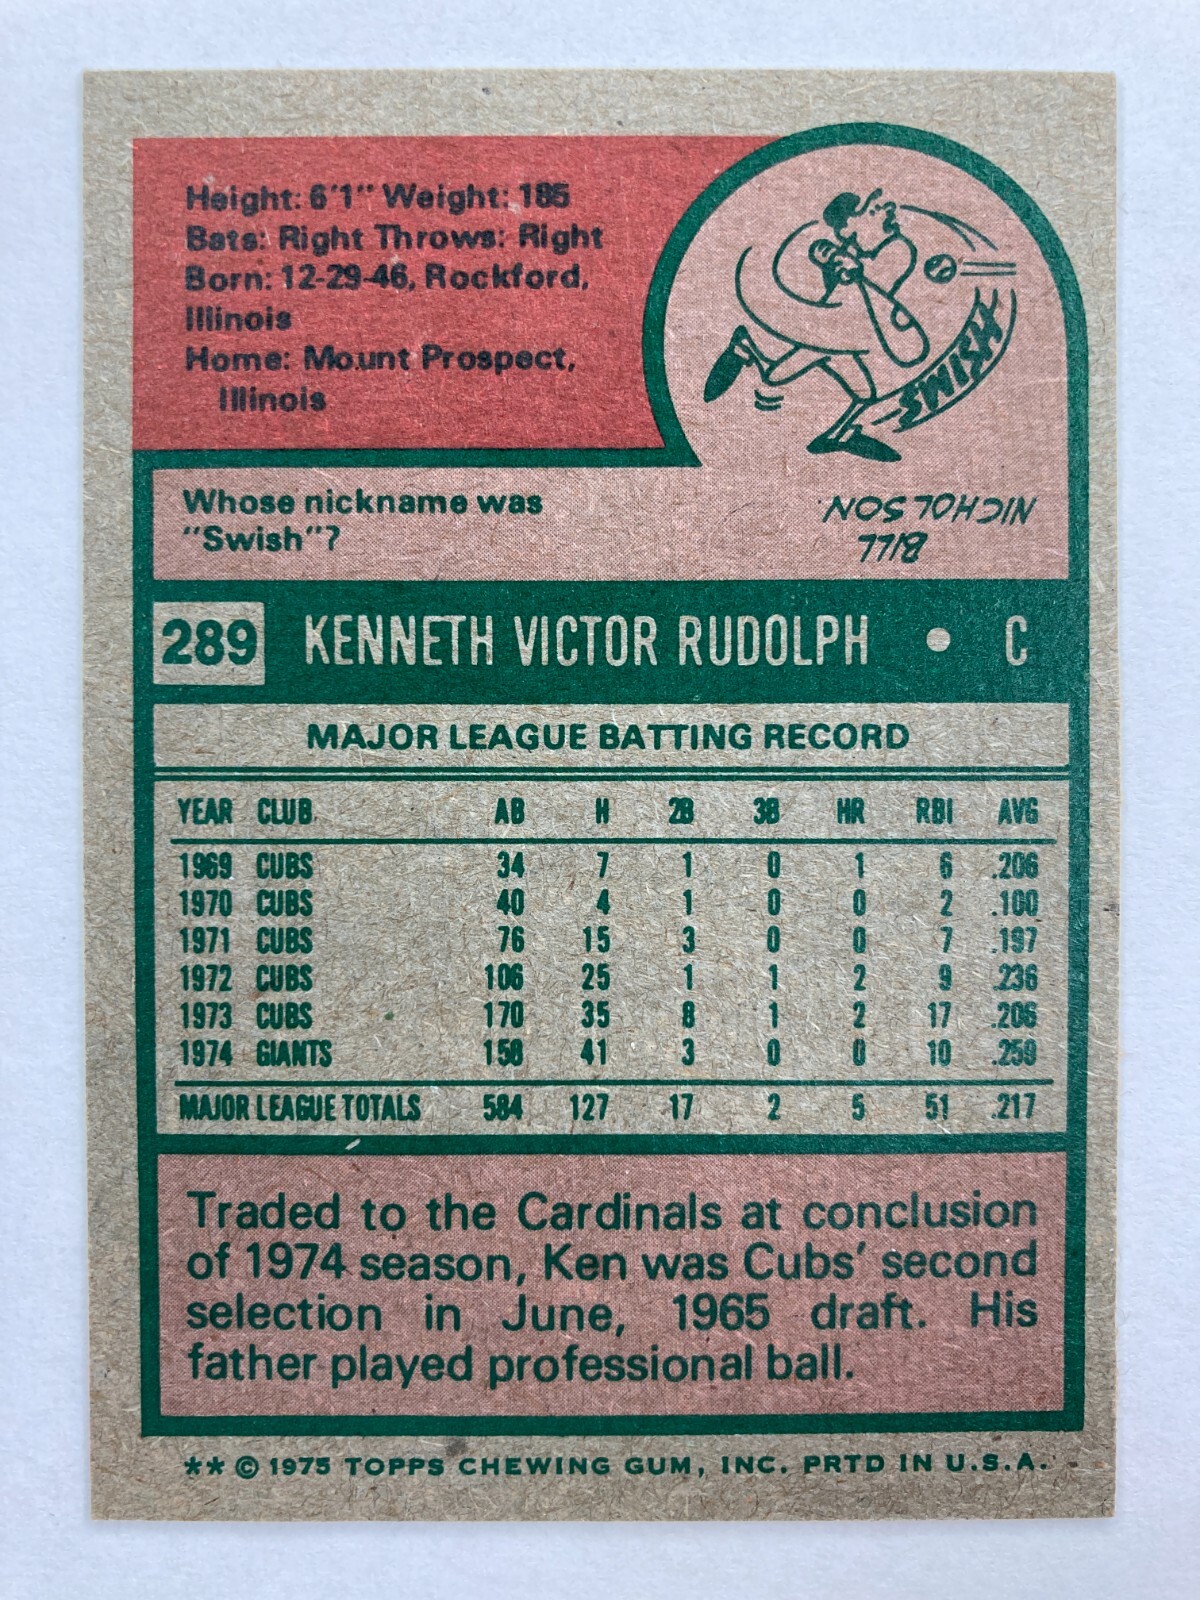 Height: 6'1" Weight: 185
Bats: Right Throws: Right
Born: 12-29-46, Rockford,
Illinois
Home: Mount Prospect,
Illinois
SWISH
Whose nickname was
"Swish"?
BILL
NICHOLSON.
289 KENNETH VICTOR RUDOLPH • C
MAJOR LEAGUE BATTING RECORD
YEAR CLUB AB H 2B 3B HR RBI AVG
1969 CUBS 34 7 1 0 1 6 .206
1970 CUBS 40 4 1 0 0 2 .100
1971 CUBS 76 15 3 0 0 7 .197
1972 CUBS 106 25 1 1 2 9 .236
1973 CUBS 170 35 8 1 2 17 .206
1974 GIANTS 158 41 3 0 0 10 .259
MAJOR LEAGUE TOTALS 584 127 17 2 5 51 .217
Traded to the Cardinals at conclusion
of 1974 season, Ken was Cubs' second
selection in June, 1965 draft. His
father played professional ball.
** © 1975 TOPPS CHEWING GUM, INC. PRTD IN U.S.A.